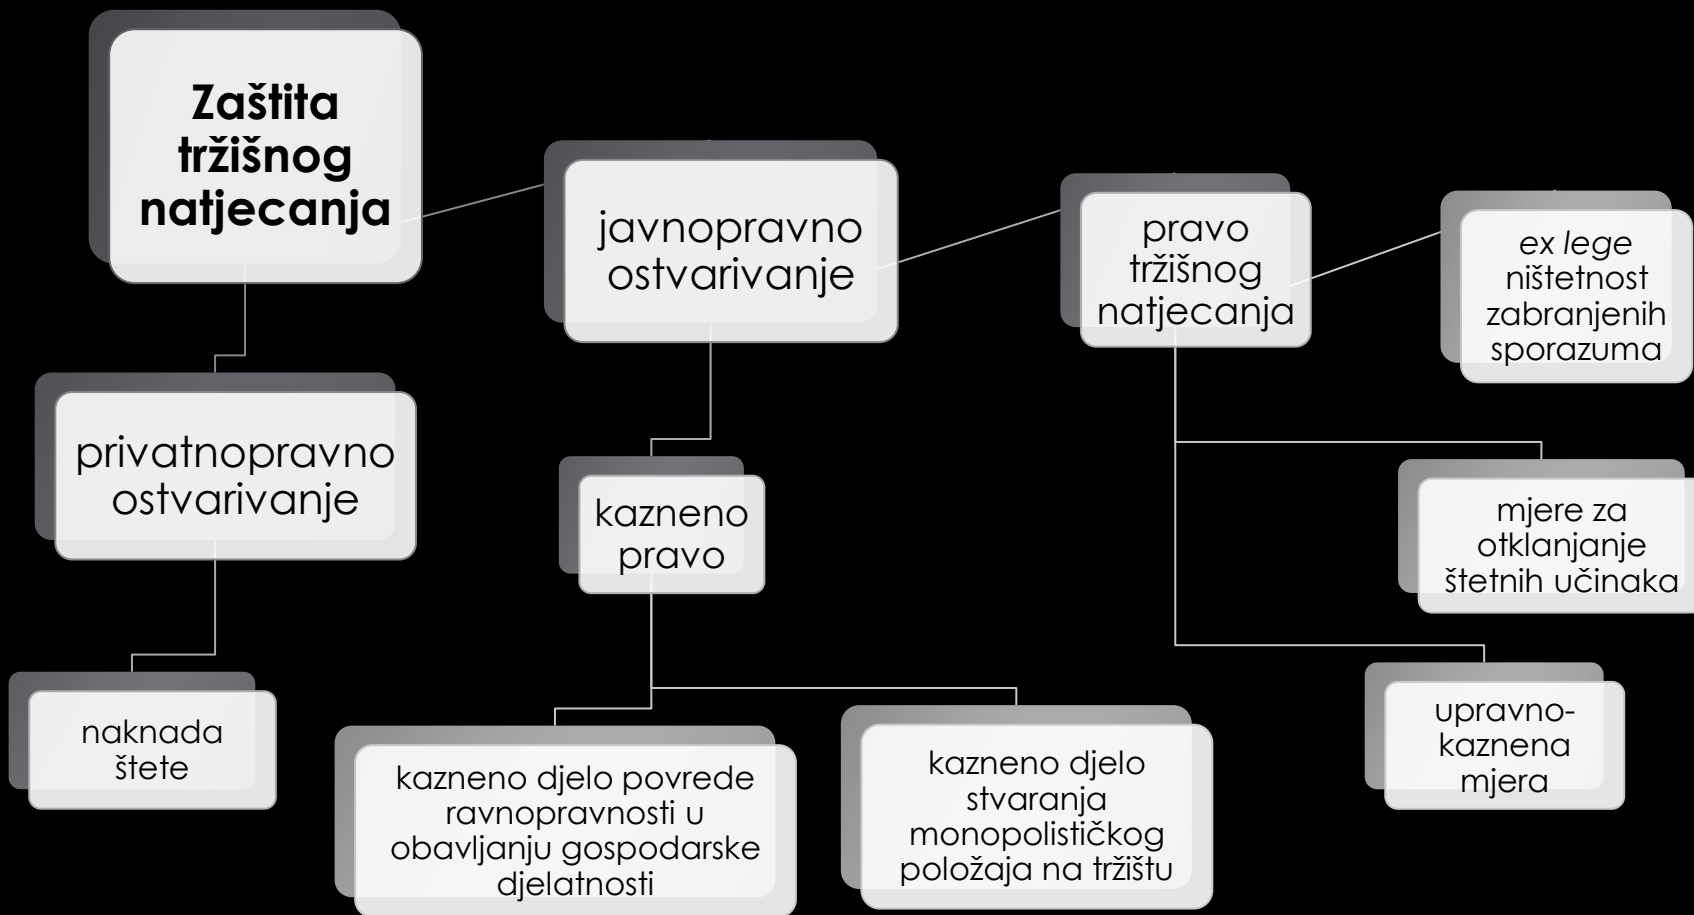 Zaštita
tržišnog
natjecanja
javnopravno
ostvarivanje
pravo
tržišnog
natjecanja
ex lege
ništetnost
zabranjenih
sporazuma
privatnopravno
ostvarivanje
kazneno
pravo
mjere za
otklanjanje
štetnih učinaka
naknada
štete
kazneno djelo povrede
ravnopravnosti u
obavljanju gospodarske
djelatnosti
kazneno djelo
stvaranja
monopolističkog
položaja na tržištu
upravno-
kaznena
mjera